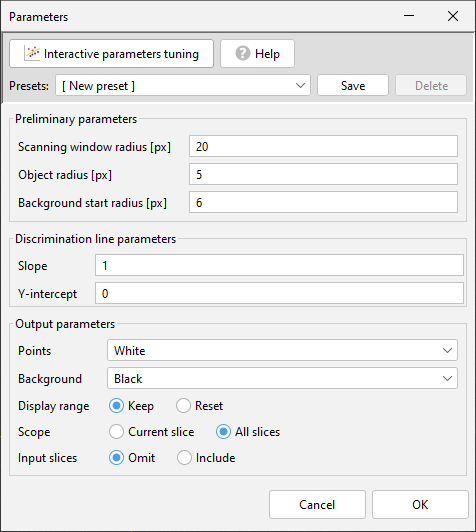 Parameters
Interactive parameters tuning Help
Presets: [ New preset ] Save Delete
Preliminary parameters
Scanning window radius [px] 20
Object radius [px] 5
Background start radius [px] 6
Discrimination line parameters
Slope 1
Y-intercept 0
Output parameters
Points White
Background Black
Display range Keep Reset
Scope Current slice All slices
Input slices Omit Include
Cancel OK